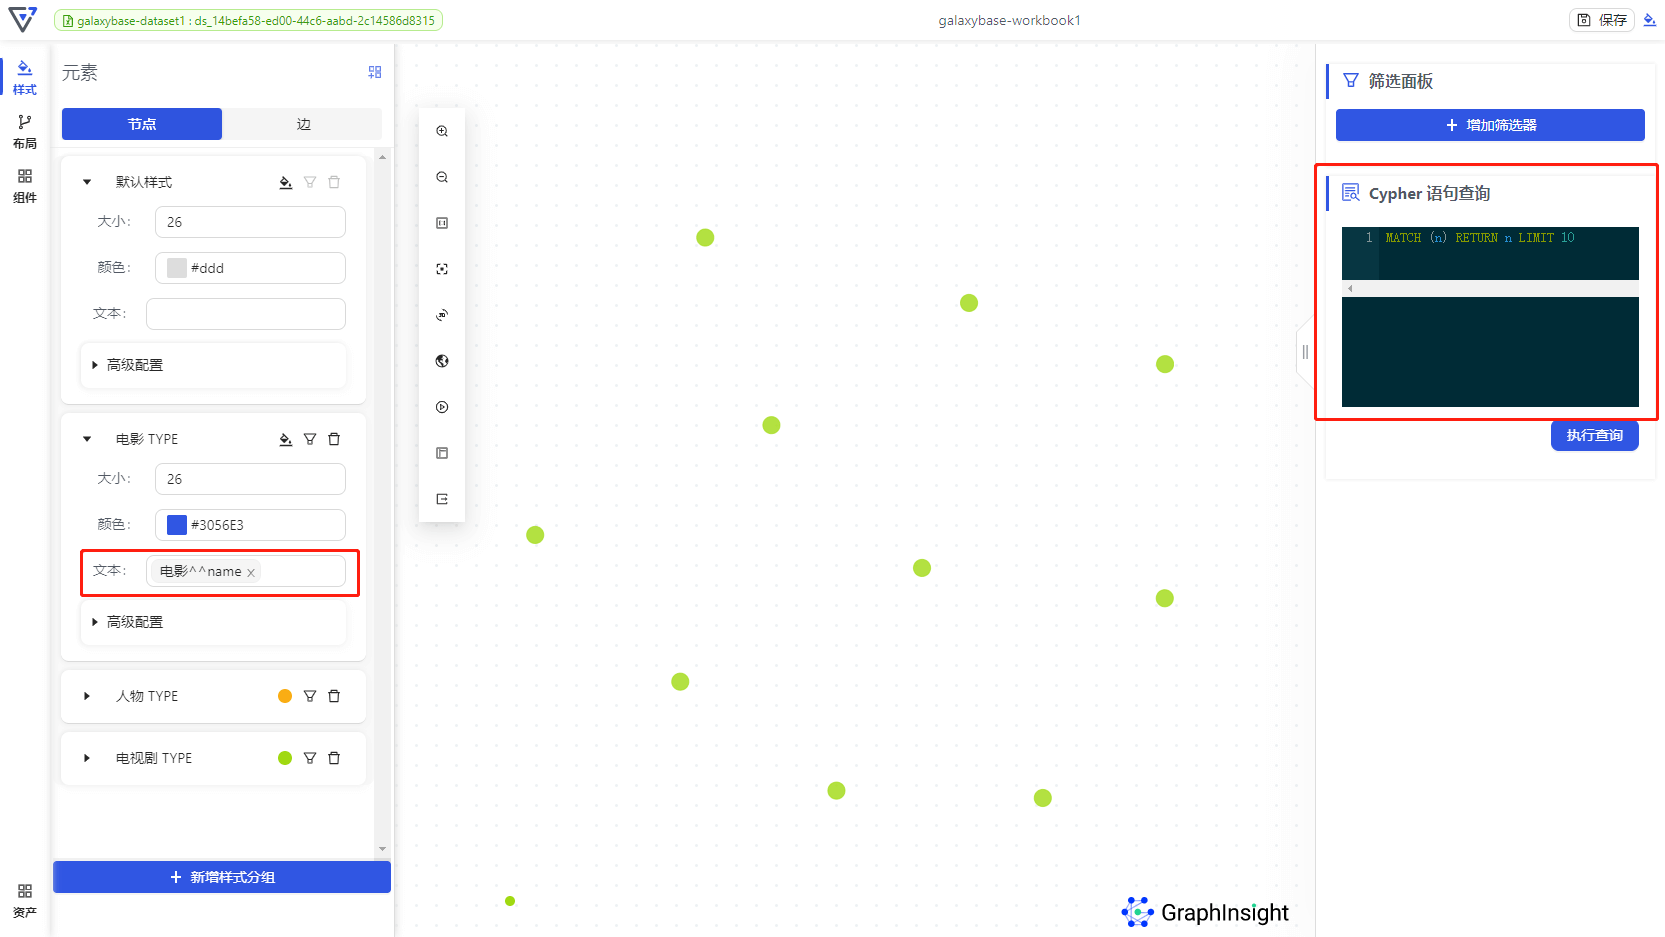 galaxybase-dataset1 : ds_14befa58-ed00-44c6-aabd-2c14586d8315
galaxybase-workbook1
保存
样式
布局
组件
资产
元素
节点
边
默认样式
大小：
26
颜色：
#ddd
文本：
高级配置
电影 TYPE
大小：
26
颜色：
#3056E3
文本：
电影^^name x
高级配置
人物 TYPE
电视剧 TYPE
+ 新增样式分组
GraphInsight
筛选面板
+ 增加筛选器
Cypher 语句查询
1 MATCH (n) RETURN n LIMIT 10
执行查询